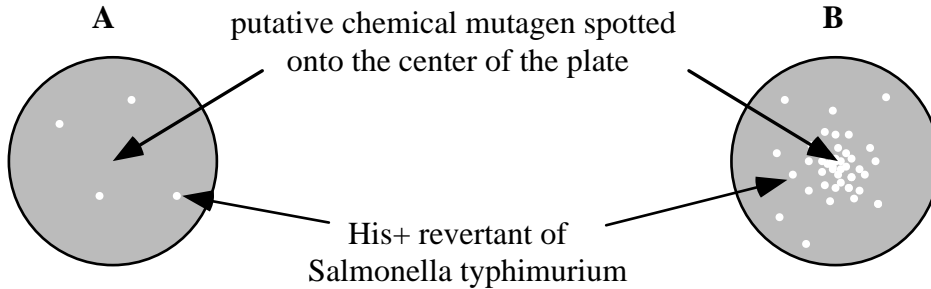 A
putative chemical mutagen spotted
onto the center of the plate
B
His+ revertant of
Salmonella typhimurium